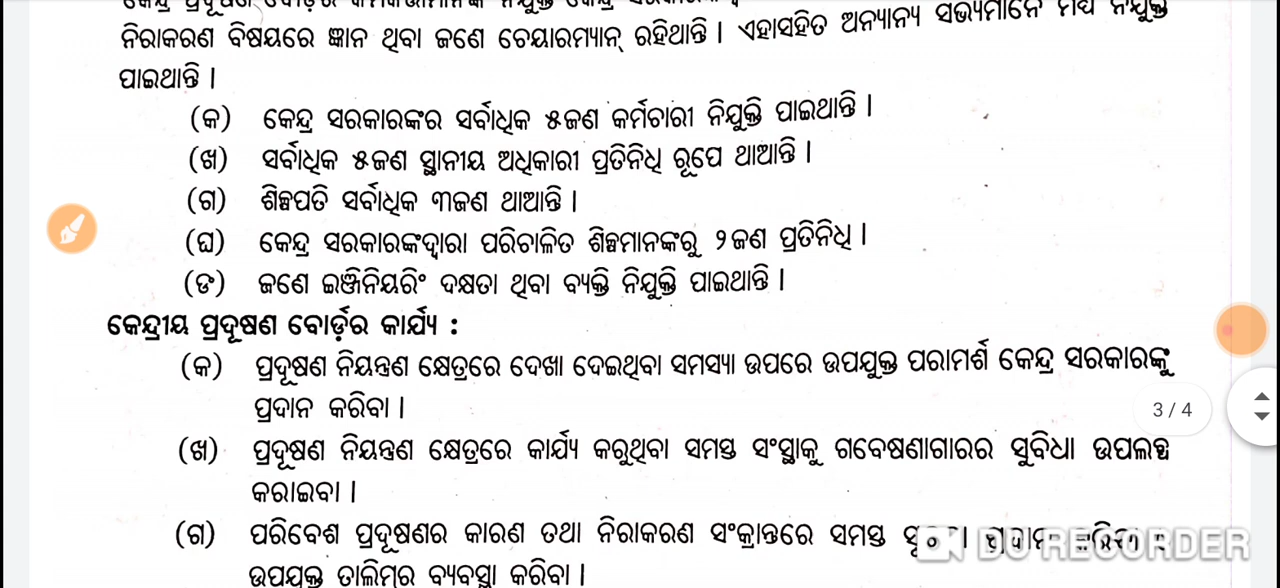 ନିରାକରଣ ବିଷୟରେ ଜ୍ଞାନ ଥିବା ଜଣେ ଚେୟାରମ୍ୟାନ୍ ରହିଥାନ୍ତି । ଏହାସହିତ ଅନ୍ୟାନ୍ୟ ସଭ୍ୟମାନେ ମଧ୍ୟ ନିଯୁକ୍ତ
ପାଇଥାନ୍ତି ।
(କ) କେନ୍ଦ୍ର ସରକାରଙ୍କର ସର୍ବାଧିକ ୫ଜଣ କର୍ମଚାରୀ ନିଯୁକ୍ତି ପାଇଥାନ୍ତି ।
(ଖ) ସର୍ବାଧିକ ୫ଜଣ ସ୍ଥାନୀୟ ଅଧିକାରୀ ପ୍ରତିନିଧି ରୂପେ ଥାଆନ୍ତି ।
(ଗ) ଶିଳ୍ପପତି ସର୍ବାଧିକ ୩ଜଣ ଥାଆନ୍ତି ।
(ଘ) କେନ୍ଦ୍ର ସରକାରଙ୍କଦ୍ୱାରା ପରିଚାଳିତ ଶିଳ୍ପମାନଙ୍କରୁ ୨ଜଣ ପ୍ରତିନିଧି ।
(ଙ) ଜଣେ ଇଞ୍ଜିନିୟରିଂ ଦକ୍ଷତା ଥିବା ବ୍ୟକ୍ତି ନିଯୁକ୍ତି ପାଇଥାନ୍ତି ।
କେନ୍ଦ୍ରୀୟ ପ୍ରଦୂଷଣ ବୋର୍ଡ଼ର କାର୍ଯ୍ୟ :
(କ) ପ୍ରଦୂଷଣ ନିୟନ୍ତ୍ରଣ କ୍ଷେତ୍ରରେ ଦେଖା ଦେଇଥିବା ସମସ୍ୟା ଉପରେ ଉପଯୁକ୍ତ ପରାମର୍ଶ କେନ୍ଦ୍ର ସରକାରଙ୍କୁ
ପ୍ରଦାନ କରିବା ।
3 / 4
(ଖ) ପ୍ରଦୂଷଣ ନିୟନ୍ତ୍ରଣ କ୍ଷେତ୍ରରେ କାର୍ଯ୍ୟ କରୁଥିବା ସମସ୍ତ ସଂସ୍ଥାକୁ ଗବେଷଣାଗାରର ସୁବିଧା ଉପଲବ୍ଧ
କରାଇବା ।
(ଗ) ପରିବେଶ ପ୍ରଦୂଷଣର କାରଣ ତଥା ନିରାକରଣ ସଂକ୍ରାନ୍ତରେ ସମସ୍ତ ପ୍ରଦାନ କରିବା
DU RECORDER
ଉପଯୁକ୍ତ ତାଲିମର ବ୍ୟବସ୍ଥା କରିବା ।